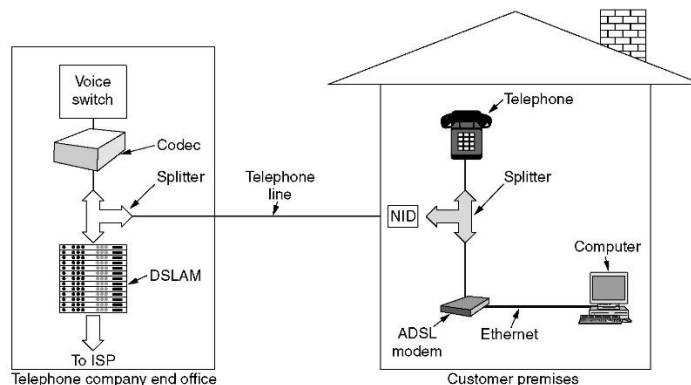 Voice
switch
Codec
Splitter
Telephone
line
DSLAM
To ISP
Telephone company end office
Telephone
NID
Splitter
Computer
ADSL
modem
Ethernet
Customer premises